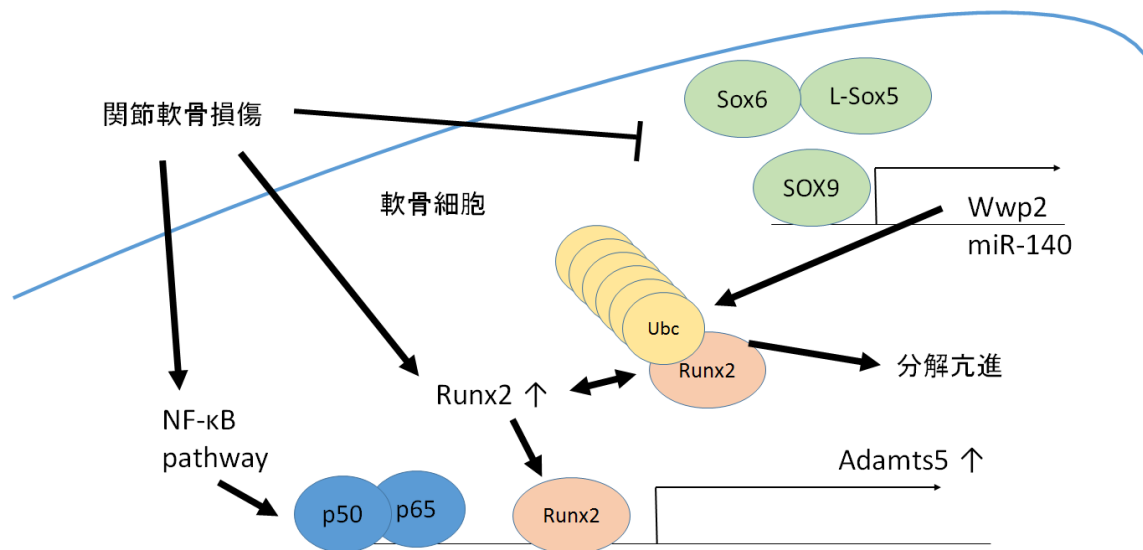 Sox6
L-Sox5
関節軟骨損傷
SOX9
軟骨細胞
Wwp2
miR-140
Ubc
Runx2
分解亢進
Runx2 ↑
NF-κB
pathway
Adamts5 ↑
p50
p65
Runx2